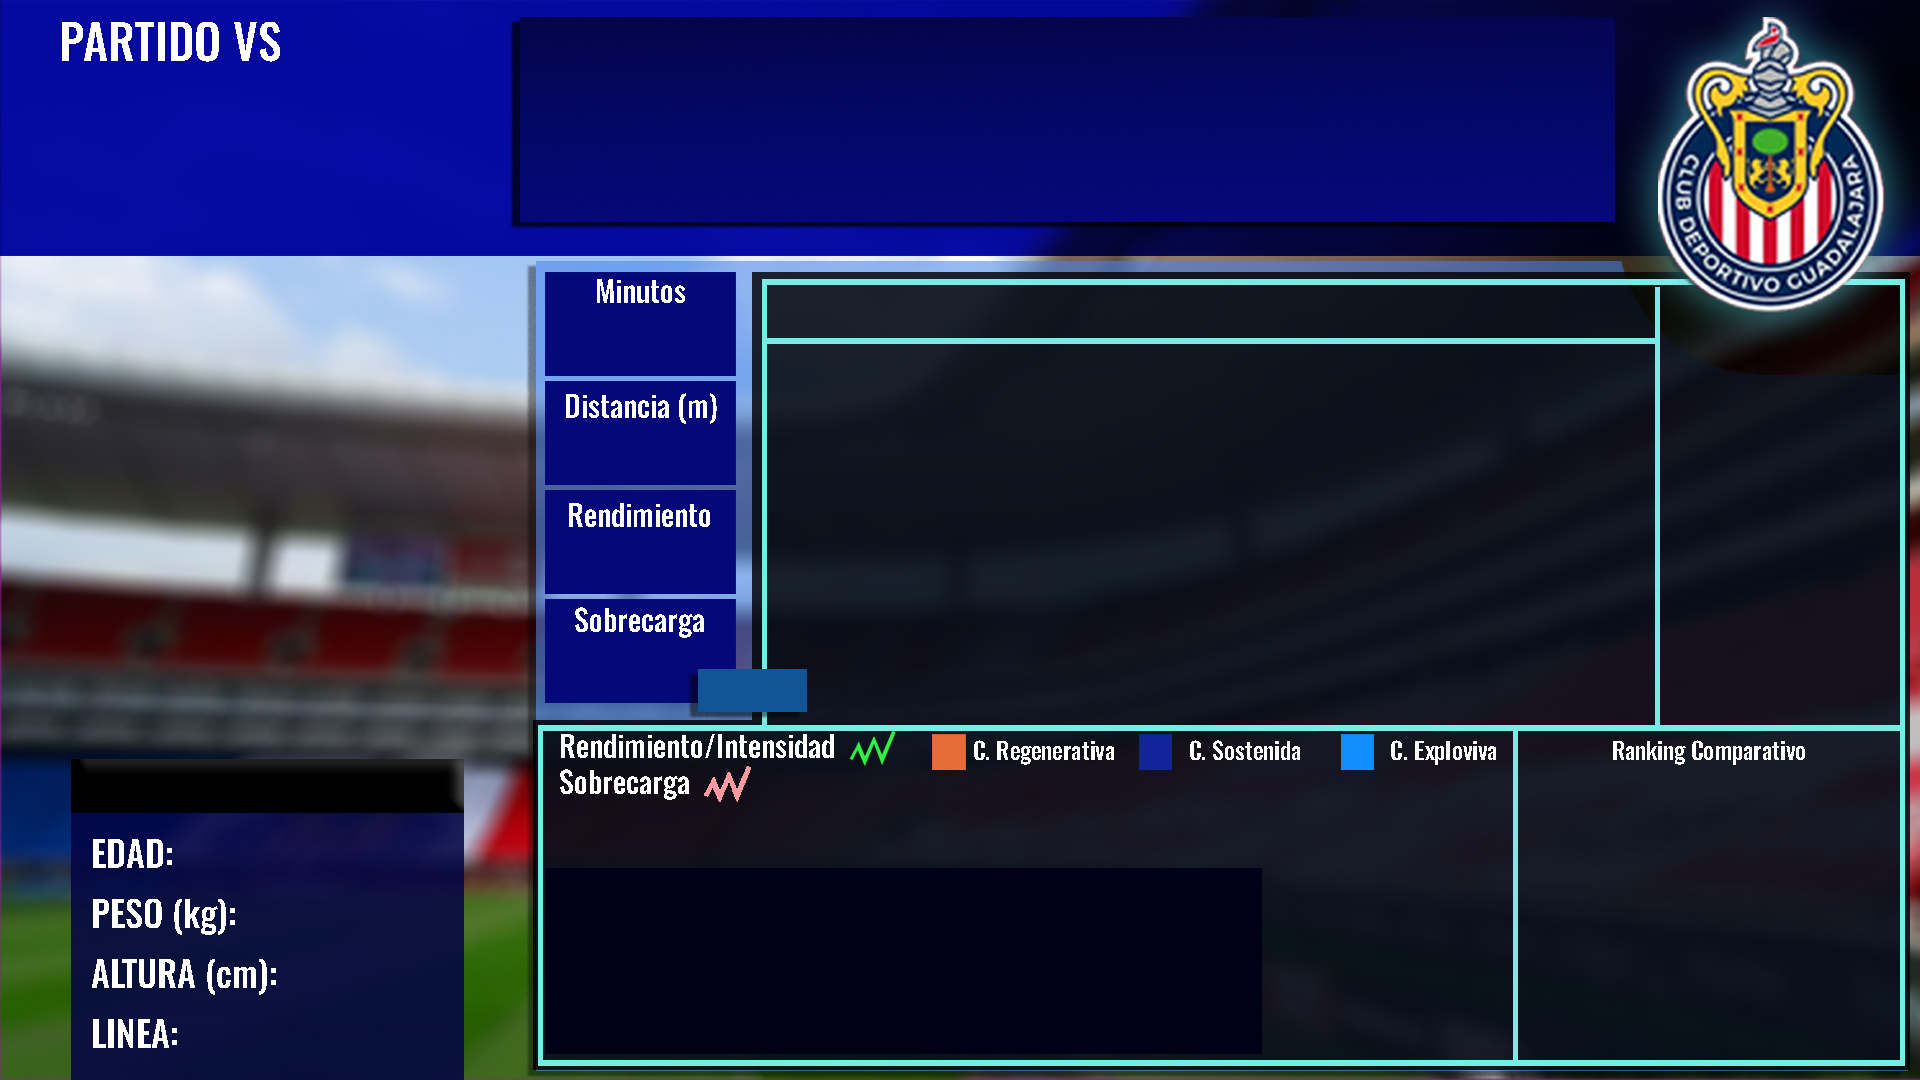 PARTIDO VS
CLUB DEPORTIVO GUADALAJARA
Minutos
Distancia (m)
Rendimiento
Sobrecarga
Rendimiento/Intensidad
Sobrecarga
C. Regenerativa
C. Sostenida
C. Exploviva
Ranking Comparativo
EDAD:
PESO (kg):
ALTURA (cm):
LINEA: